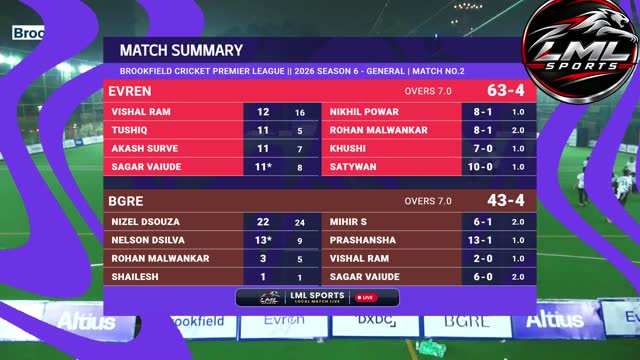 Broo
LML
SPORTS
MATCH SUMMARY
BROOKFIELD CRICKET PREMIER LEAGUE || 2026 SEASON 6 - GENERAL | MATCH NO.2
EVREN OVERS 7.0 63-4
VISHAL RAM 12 16 NIKHIL POWAR 8-1 1.0
TUSHIQ 11 5 ROHAN MALWANKAR 8-1 2.0
AKASH SURVE 11 7 KHUSHI 7-0 1.0
SAGAR VAIUDE 11* 8 SATYWAN 10-0 1.0
BGRE OVERS 7.0 43-4
NIZEL DSOUZA 22 24 MIHIR S 6-1 2.0
NELSON DSILVA 13* 9 PRASHANSHA 13-1 1.0
ROHAN MALWANKAR 3 5 VISHAL RAM 2-0 1.0
SHAILESH 1 1 SAGAR VAIUDE 6-0 2.0
LML SPORTS
LOCAL MATCH LIVE
LIVE
Altius Brookfield Evren DXDC BGRE Altius